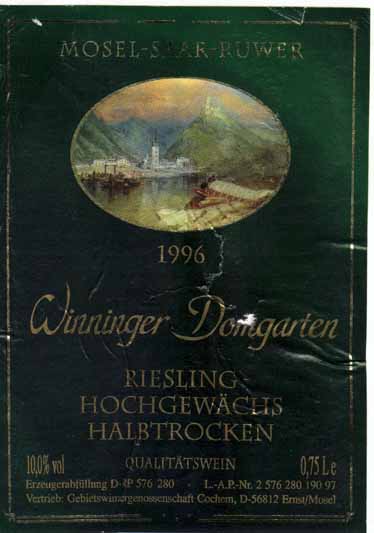 MOSEL-SAAR-RUWER
1996
Winninger Domgarten
RIESLING
HOCHGEWÄCHS
HALBTROCKEN
10,0% vol QUALITÄTSWEIN 0,75 L e
Erzeugerabfüllung D-RP 576 280 · L.-A.P.-Nr. 2 576 280 190 97
Vertrieb: Gebietswinzergenossenschaft Cochem, D-56812 Ernst/Mosel